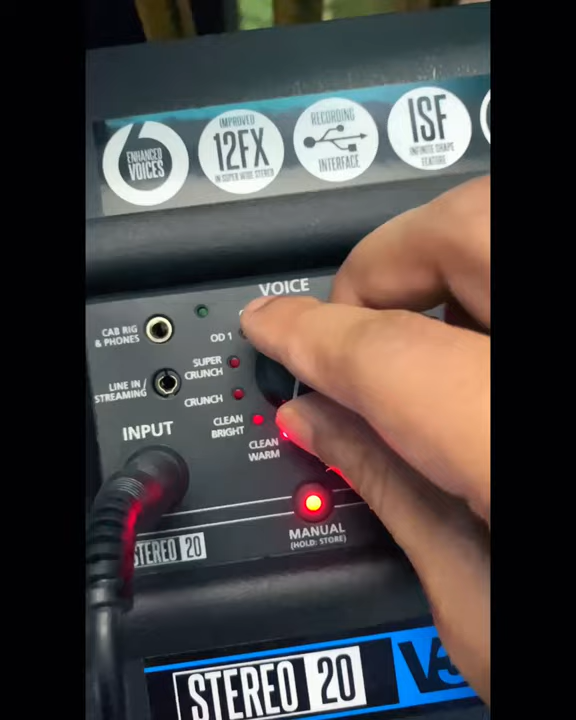 6
ENHANCED
VOICES
IMPROVED
12FX
IN SUPER WIDE STEREO
RECORDING
INTERFACE
ISF
INFINITE SHAPE
FEATURE
VOICE
CAB RIG
& PHONES
OD 1
SUPER
CRUNCH
LINE IN/
STREAMING
CRUNCH
CLEAN
BRIGHT
INPUT
CLEAN
WARM
MANUAL
(HOLD: STORE)
STEREO 20
STEREO 20 V3